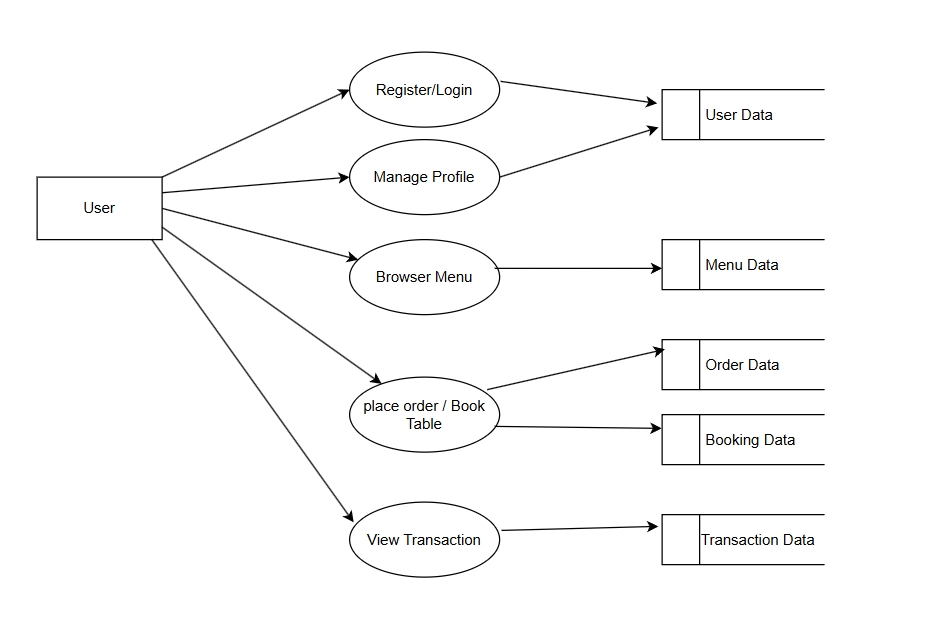 Register/Login
User Data
Manage Profile
User
Browser Menu
Menu Data
Order Data
place order / Book
Table
Booking Data
View Transaction
Transaction Data